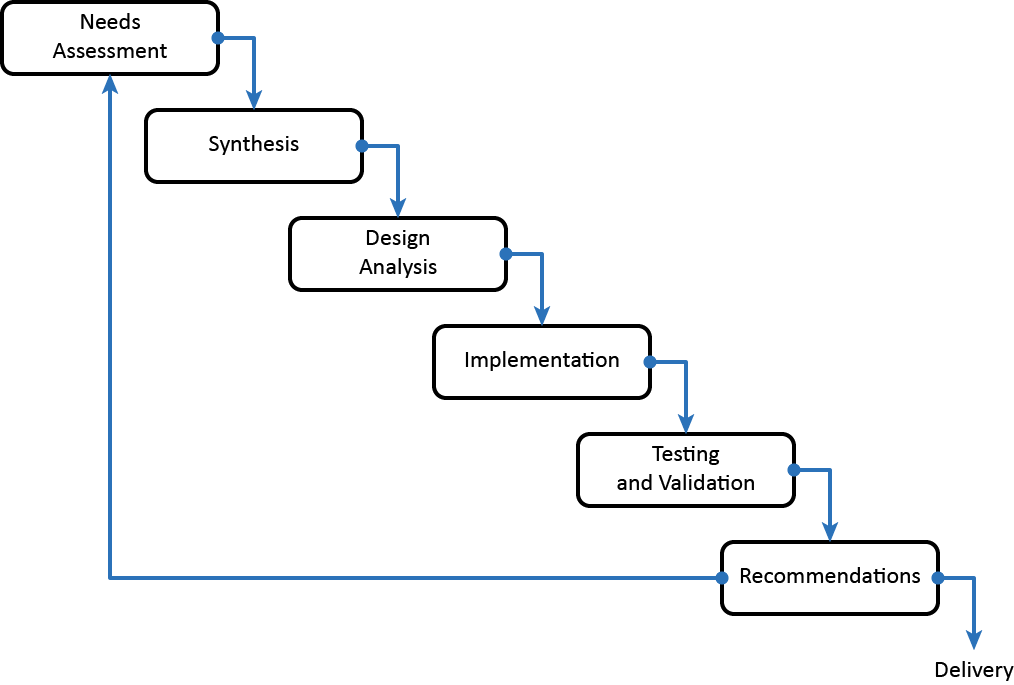 Needs
Assessment
Synthesis
Design
Analysis
Implementation
Testing
and Validation
Recommendations
Delivery